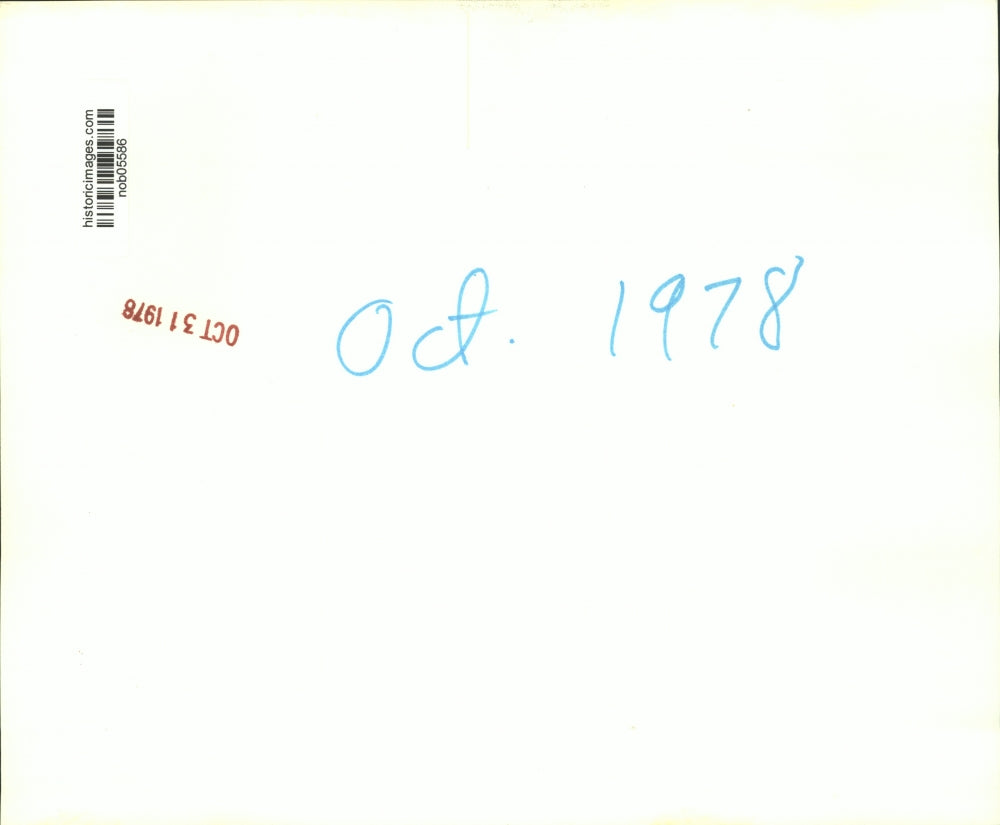 historicimages.com
nob05586
OCT 31 1978
Oct. 1978